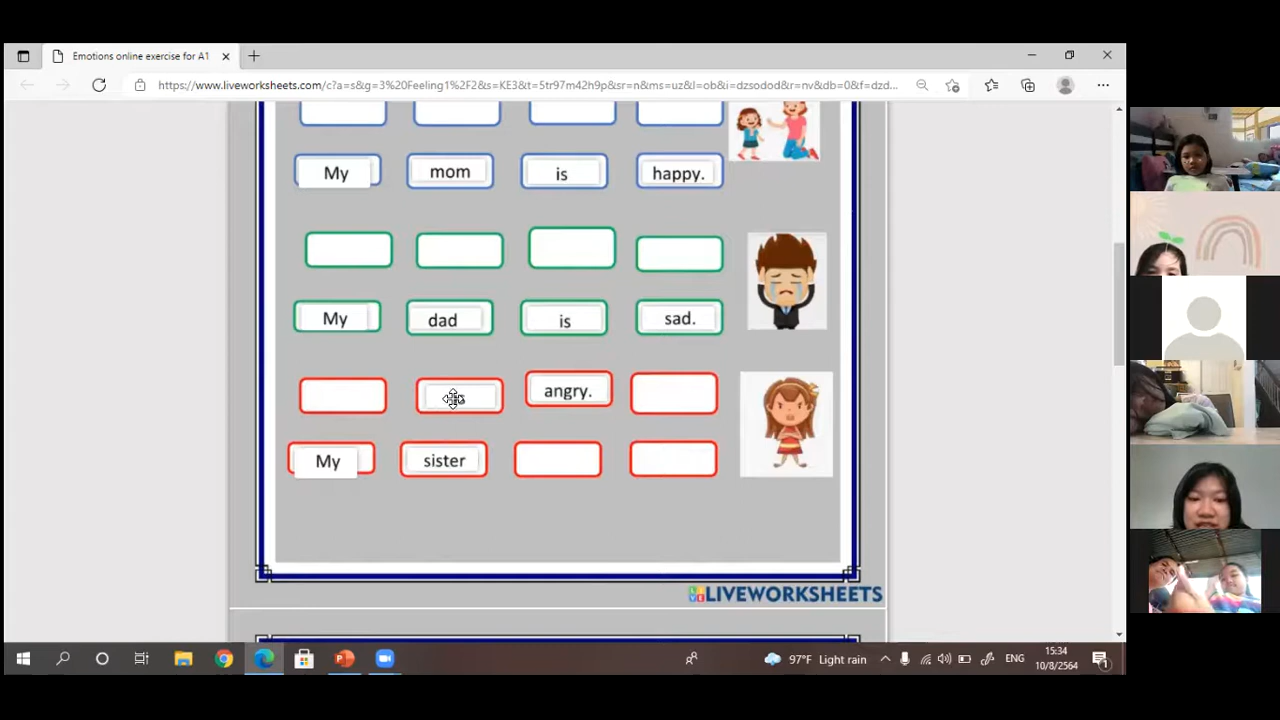 Emotions online exercise for A1
https://www.liveworksheets.com/c?a=s&g=3%20Feeling1%2F2&s=KE3&t=5tr97m42h9p&sr=n&ms=uz&l=ob&i=dzsodod&r=nv&db=0&f=dzd...
My mom is happy.
My dad is sad.
angry.
My sister
LIVEWORKSHEETS
97°F Light rain
ENG
15:34
10/8/2564